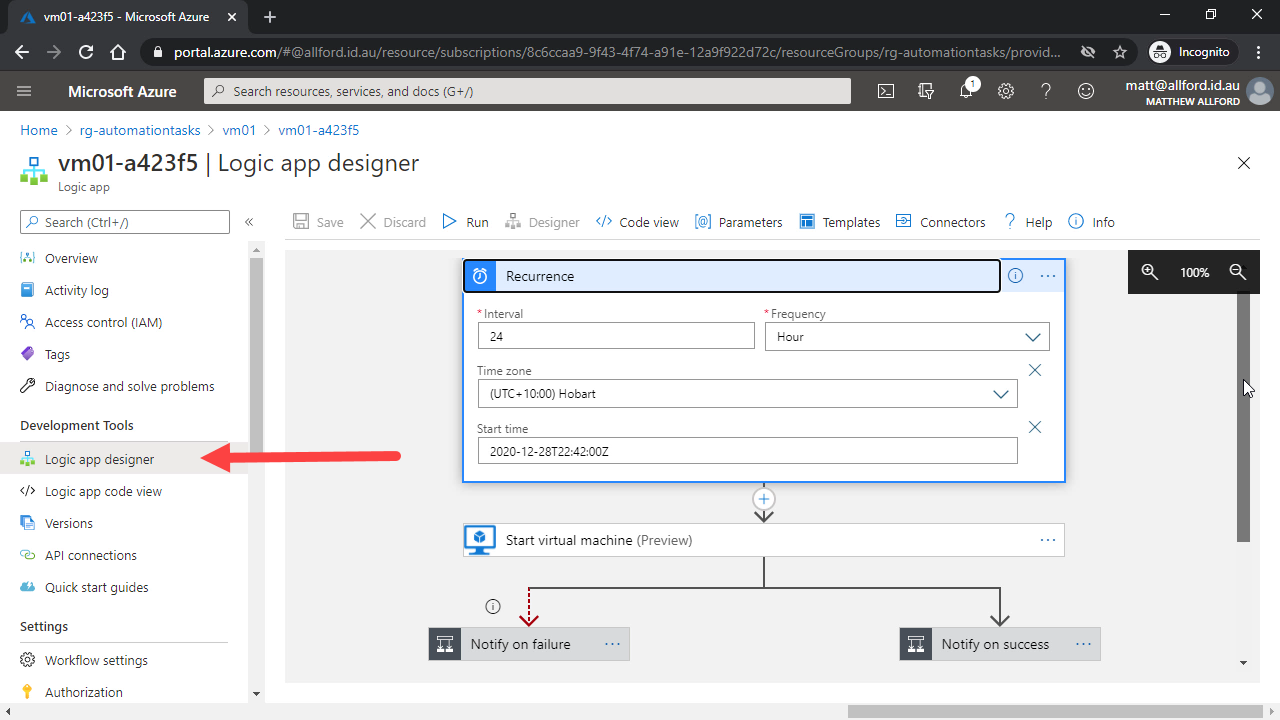 vm01-a423f5 - Microsoft Azure
portal.azure.com/#@allford.id.au/resource/subscriptions/8c6ccaa9-9f43-4f74-a91e-12a9f922d72c/resourceGroups/rg-automationtasks/provid...
Incognito
Microsoft Azure
Search resources, services, and docs (G+/)
1
matt@allford.id.au
MATTHEW ALLFORD
Home > rg-automationtasks > vm01 > vm01-a423f5
vm01-a423f5 | Logic app designer
Logic app
Search (Ctrl+/)
«
Save
Discard
Run
Designer
Code view
Parameters
Templates
Connectors
Help
Info
Overview
Activity log
Access control (IAM)
Tags
Diagnose and solve problems
Development Tools
Logic app designer
Logic app code view
Versions
API connections
Quick start guides
Settings
Workflow settings
Authorization
Recurrence
100%
* Interval
* Frequency
24
Hour
Time zone
(UTC+10:00) Hobart
Start time
2020-12-28T22:42:00Z
Start virtual machine (Preview)
Notify on failure
Notify on success